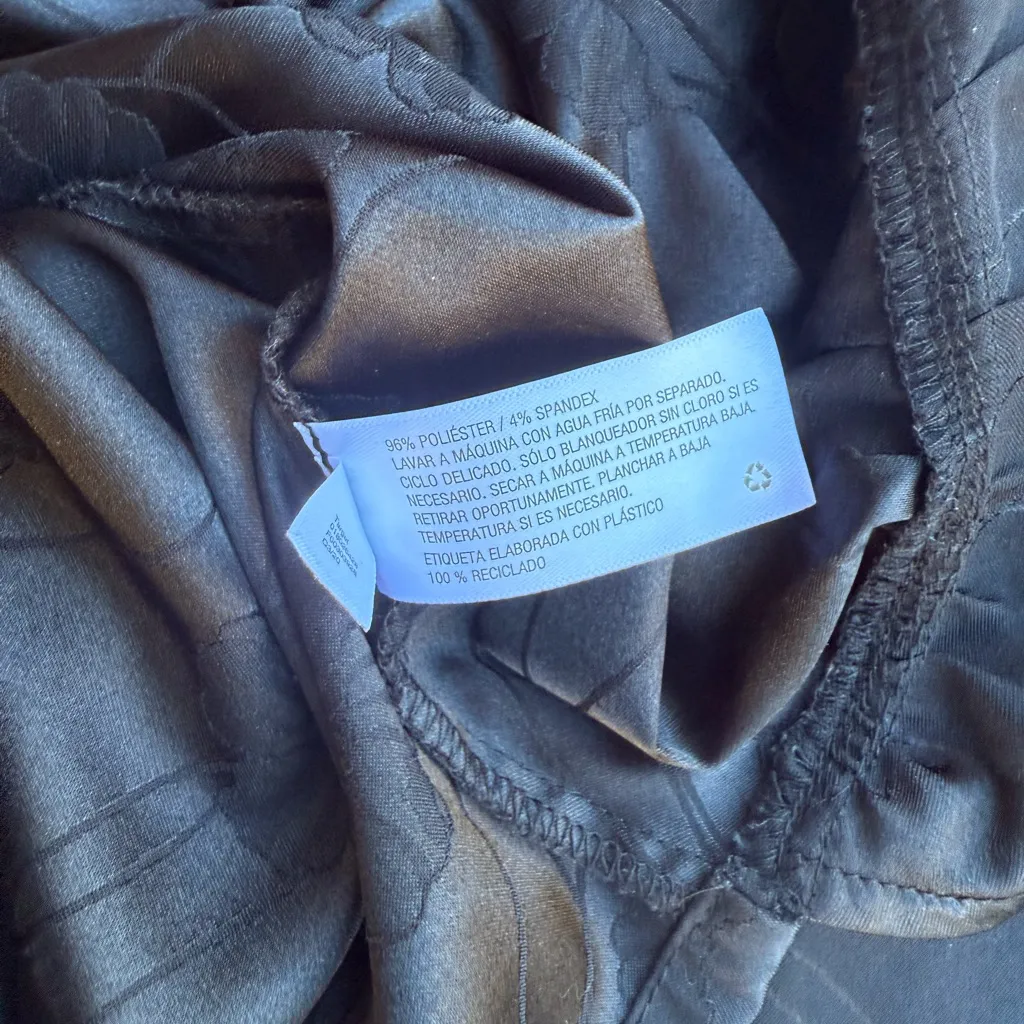 96% POLIÉSTER / 4% SPANDEX
LAVAR A MÁQUINA CON AGUA FRÍA POR SEPARADO.
CICLO DELICADO. SÓLO BLANQUEADOR SIN CLORO SI ES
NECESARIO. SECAR A MÁQUINA A TEMPERATURA BAJA.
RETIRAR OPORTUNAMENTE. PLANCHAR A BAJA
TEMPERATURA SI ES NECESARIO.
ETIQUETA ELABORADA CON PLÁSTICO
100 % RECICLADO